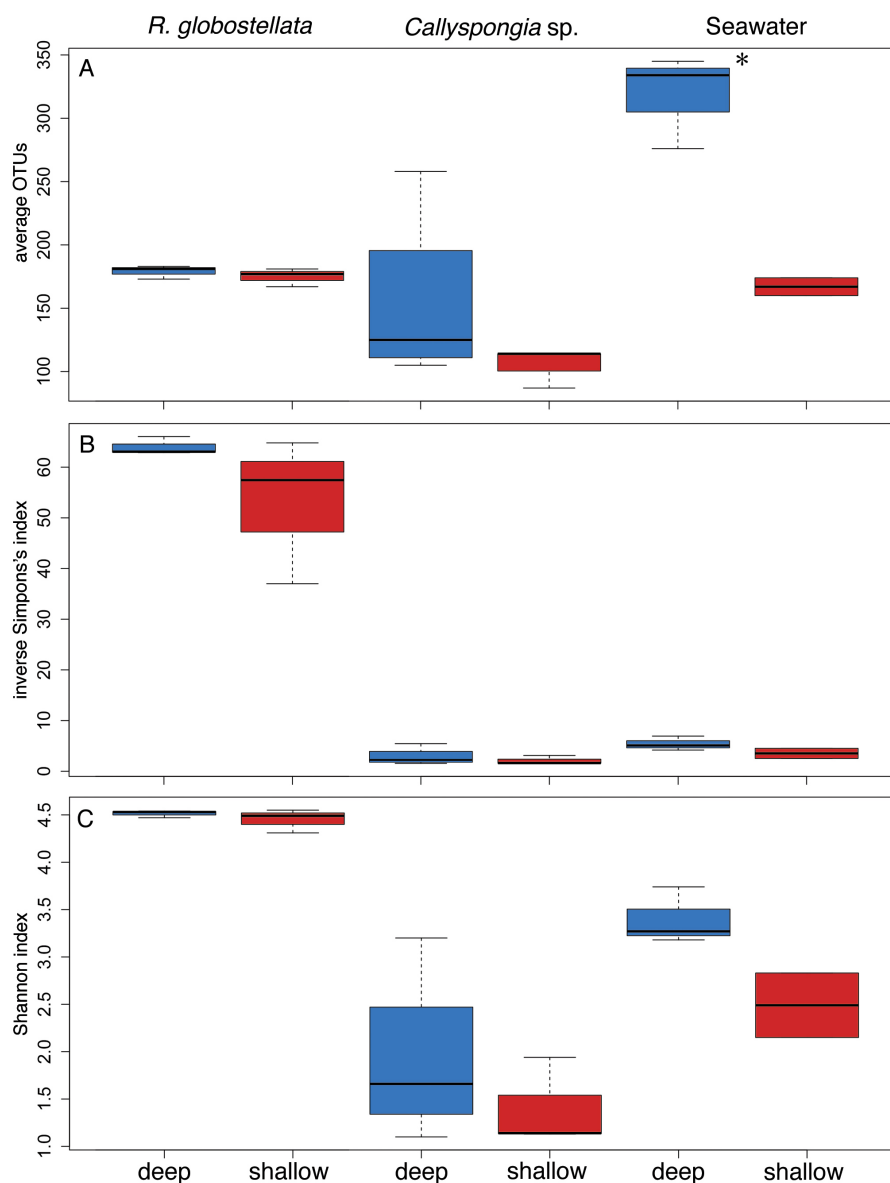 R. globostellata Callyspongia sp. Seawater
A
*
average OTUs
350
300
250
200
150
100
B
inverse Simpons's index
60
50
40
30
20
10
0
C
Shannon index
4.5
4.0
3.5
3.0
2.5
2.0
1.5
1.0
deep shallow deep shallow deep shallow